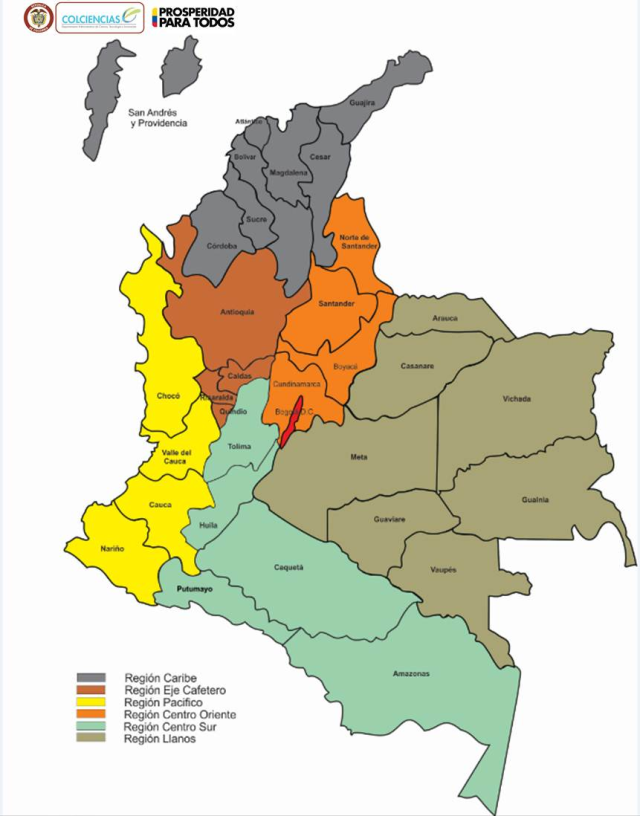 COLCIENCIAS
PROSPERIDAD
PARA TODOS
San Andrés
y Providencia
Guajira
Atlántico
Bolívar
Cesar
Magdalena
Sucre
Córdoba
Norte de
Santander
Antioquia
Santander
Arauca
Boyacá
Casanare
Caldas
Cundinamarca
Chocó
Risaralda
Vichada
Quindío
Bogotá D.C.
Tolima
Valle del
Cauca
Meta
Cauca
Guainía
Guaviare
Huila
Nariño
Caquetá
Vaupés
Putumayo
Amazonas
Región Caribe
Región Eje Cafetero
Región Pacifico
Región Centro Oriente
Región Centro Sur
Región Llanos